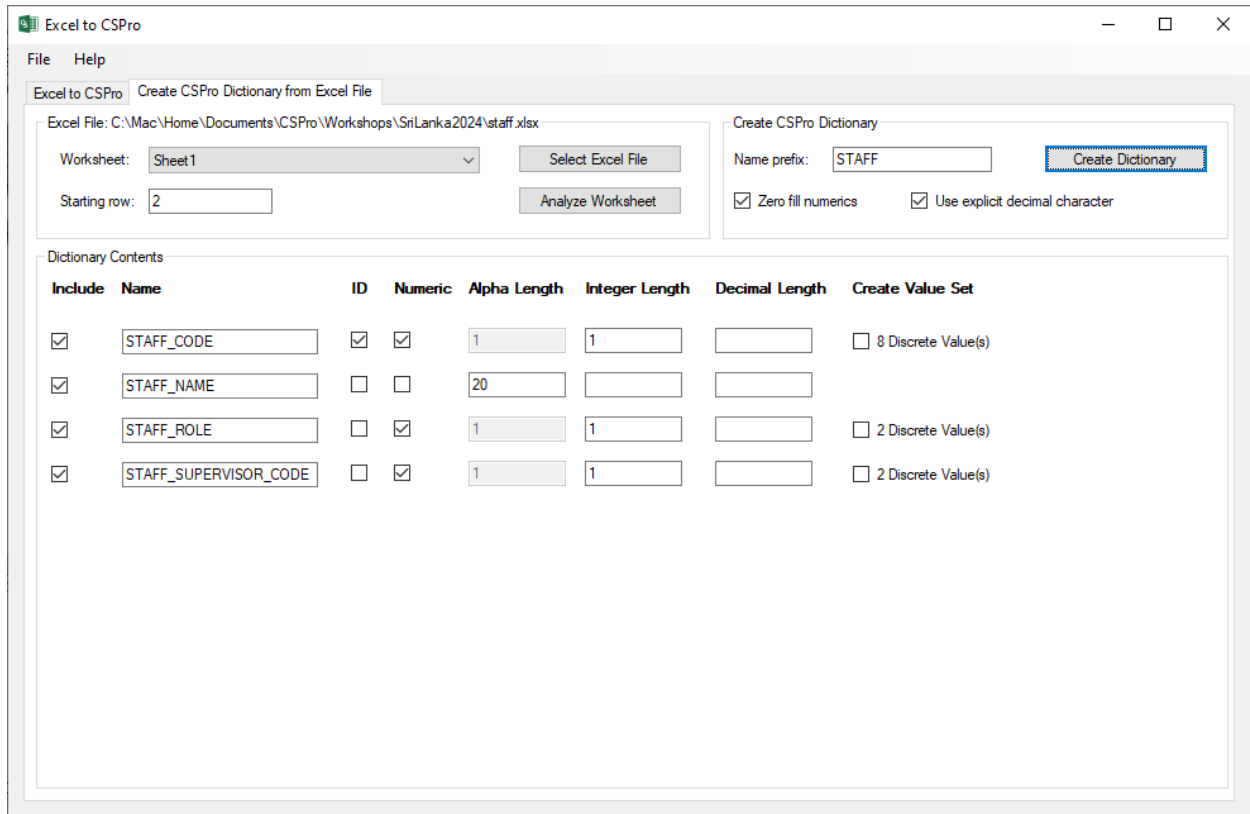 Excel to CSPro
File Help
Excel to CSPro Create CSPro Dictionary from Excel File
Excel File: C:\Mac\Home\Documents\CSPro\Workshops\SriLanka2024\staff.xlsx
Worksheet: Sheet1 Select Excel File
Starting row: 2 Analyze Worksheet
Create CSPro Dictionary
Name prefix: STAFF Create Dictionary
Zero fill numerics Use explicit decimal character
Dictionary Contents
Include Name ID Numeric Alpha Length Integer Length Decimal Length Create Value Set
STAFF_CODE 1 1 8 Discrete Value(s)
STAFF_NAME 20
STAFF_ROLE 1 1 2 Discrete Value(s)
STAFF_SUPERVISOR_CODE 1 1 2 Discrete Value(s)